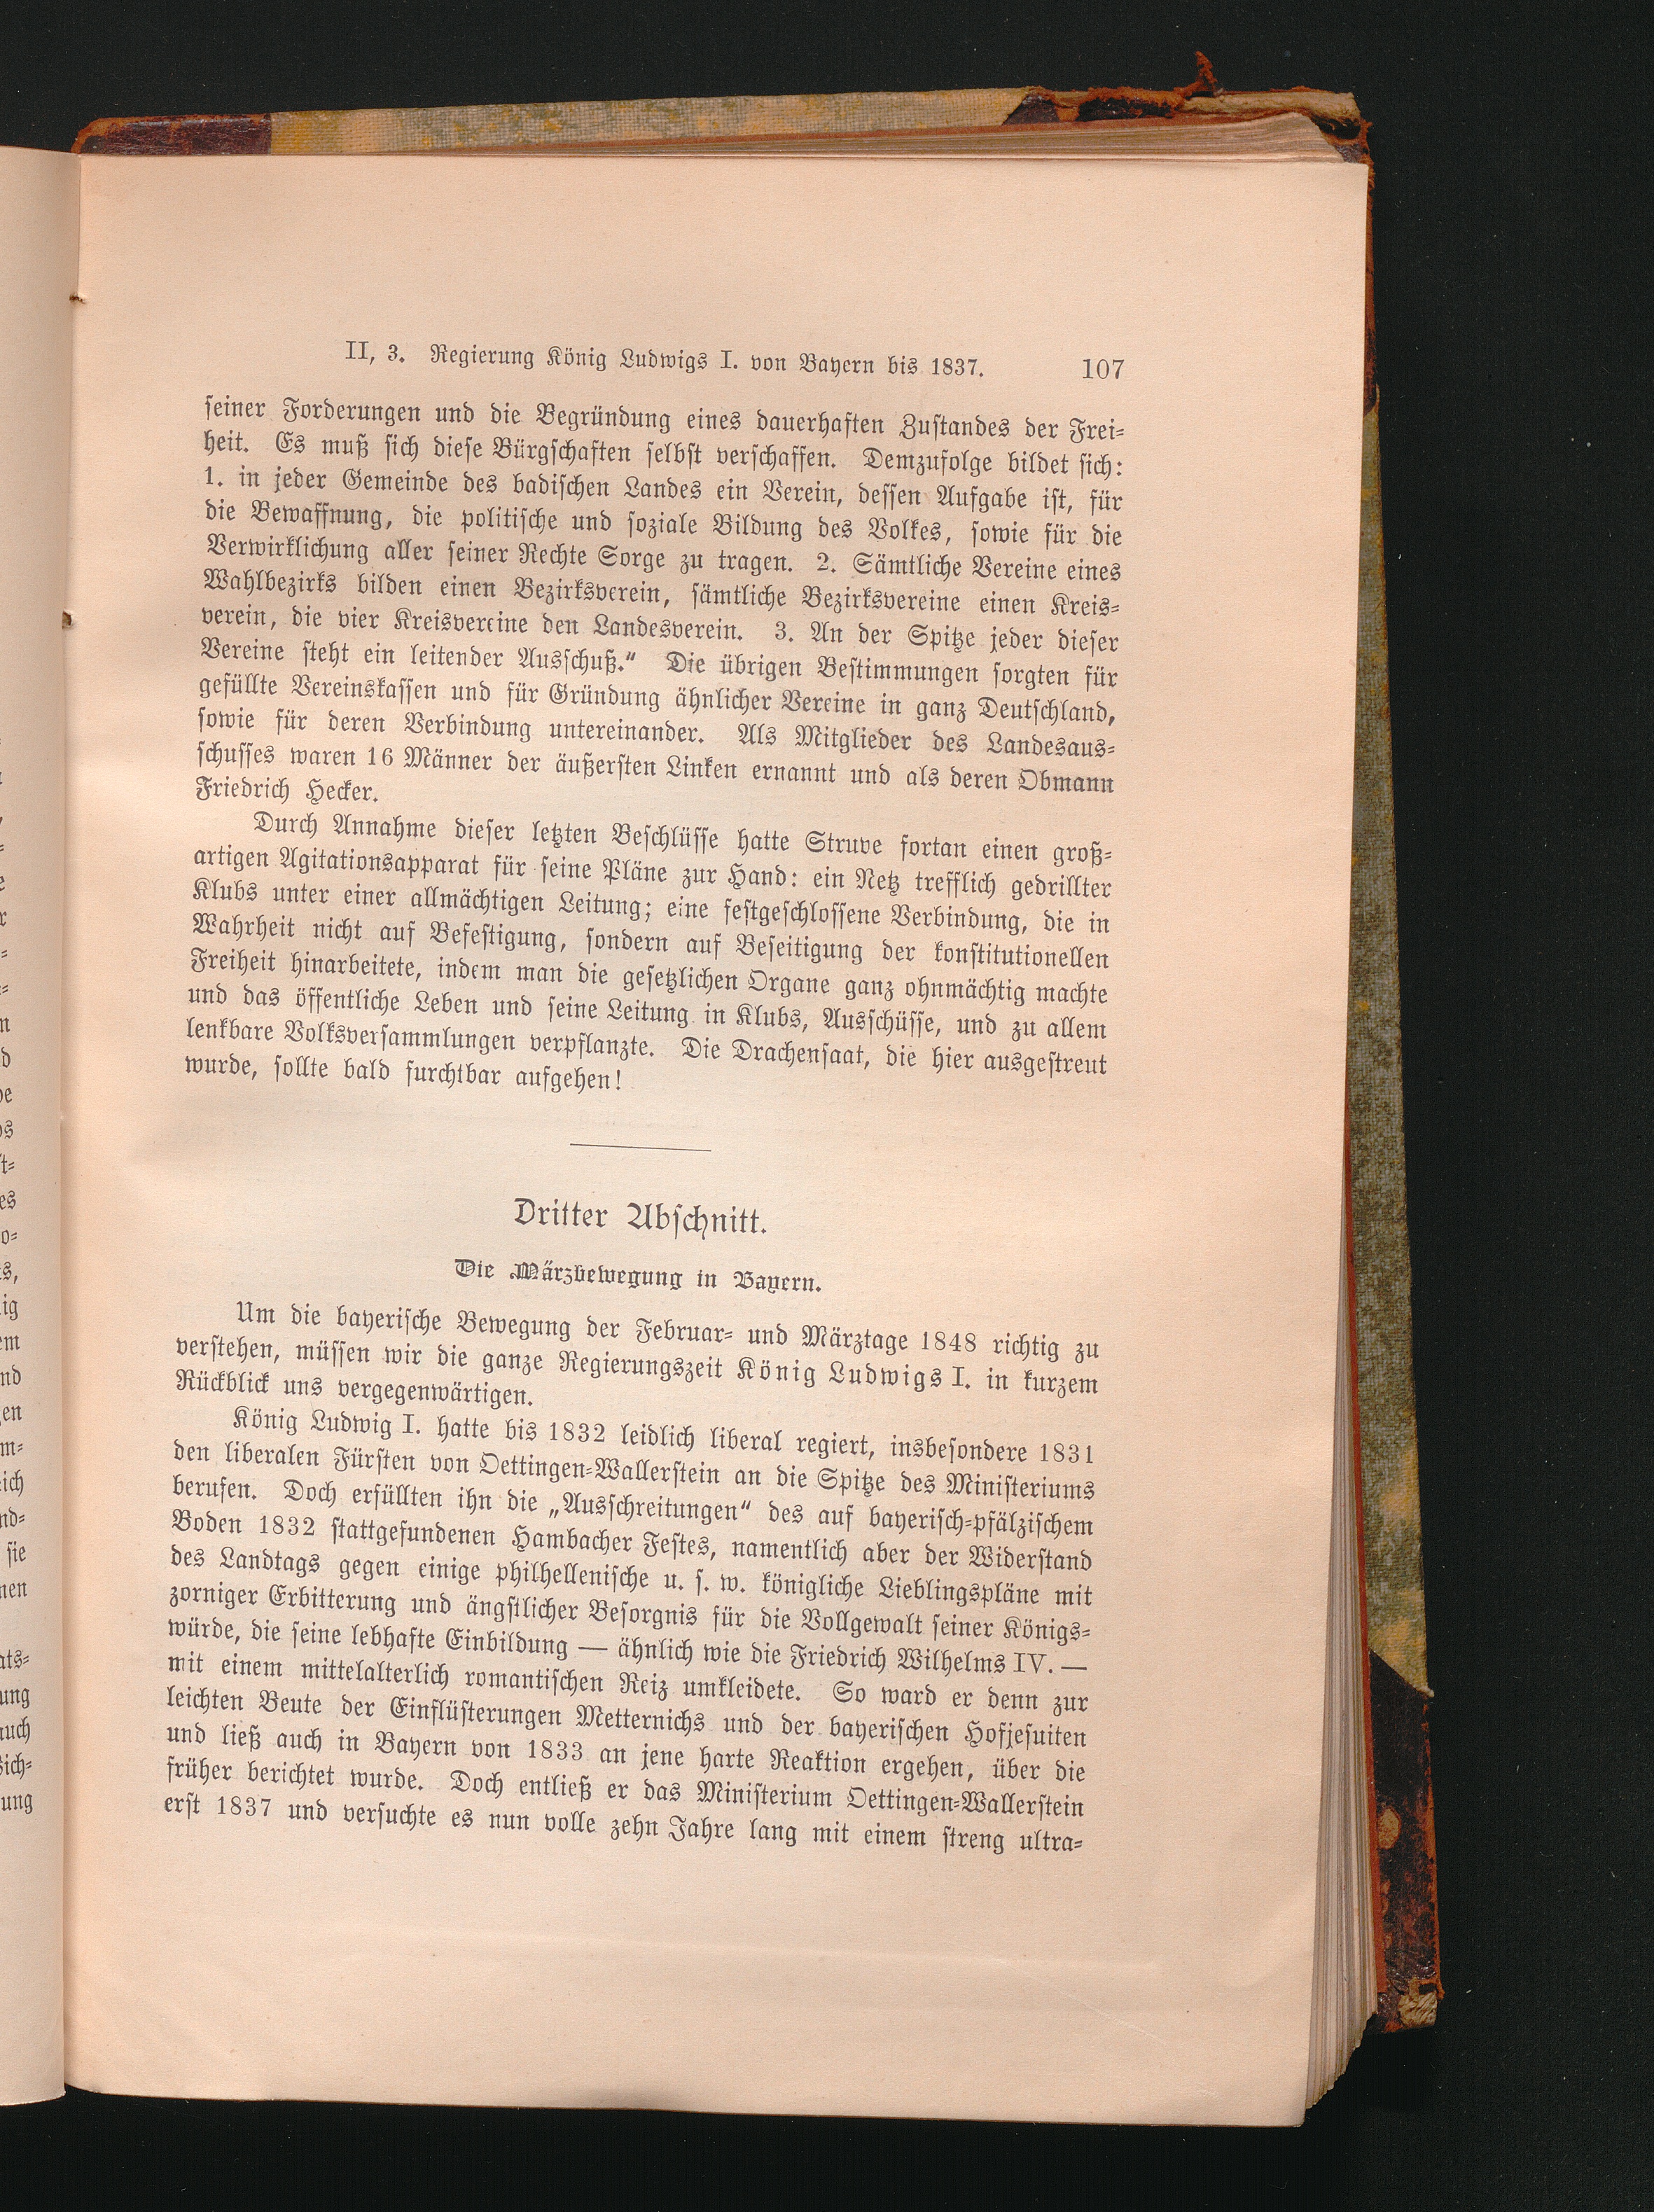 II, 3. Regierung König Ludwigs I. von Bayern bis 1837. 107
seiner Forderungen und die Begründung eines dauerhaften Zustandes der Frei-
heit. Es muß sich diese Bürgschaften selbst verschaffen. Demzufolge bildet sich:
1. in jeder Gemeinde des badischen Landes ein Verein, dessen Aufgabe ist, für
die Bewaffnung, die politische und soziale Bildung des Volkes, sowie für die
Verwirklichung aller seiner Rechte Sorge zu tragen. 2. Sämtliche Vereine eines
Wahlbezirks bilden einen Bezirksverein, sämtliche Bezirksvereine einen Kreis-
verein, die vier Kreisvereine den Landesverein. 3. An der Spitze jeder dieser
Vereine steht ein leitender Ausschuß.“ Die übrigen Bestimmungen sorgten für
gefüllte Vereinskassen und für Gründung ähnlicher Vereine in ganz Deutschland,
sowie für deren Verbindung untereinander. Als Mitglieder des Landesaus-
schusses waren 16 Männer der äußersten Linken ernannt und als deren Obmann
Friedrich Hecker.
Durch Annahme dieser letzten Beschlüsse hatte Struve fortan einen groß-
artigen Agitationsapparat für seine Pläne zur Hand: ein Netz trefflich gedrillter
Klubs unter einer allmächtigen Leitung; eine festgeschlossene Verbindung, die in
Wahrheit nicht auf Befestigung, sondern auf Beseitigung der konstitutionellen
Freiheit hinarbeitete, indem man die gesetzlichen Organe ganz ohnmächtig machte
und das öffentliche Leben und seine Leitung in Klubs, Ausschüsse, und zu allem
lenkbare Volksversammlungen verpflanzte. Die Drachensaat, die hier ausgestreut
wurde, sollte bald furchtbar aufgehen!
Dritter Abschnitt.
Die Märzbewegung in Bayern.
Um die bayerische Bewegung der Februar- und Märztage 1848 richtig zu
verstehen, müssen wir die ganze Regierungszeit König Ludwigs I. in kurzem
Rückblick uns vergegenwärtigen.
König Ludwig I. hatte bis 1832 leidlich liberal regiert, insbesondere 1831
den liberalen Fürsten von Oettingen-Wallerstein an die Spitze des Ministeriums
berufen. Doch erfüllten ihn die „Ausschreitungen“ des auf bayerisch-pfälzischem
Boden 1832 stattgefundenen Hambacher Festes, namentlich aber der Widerstand
des Landtags gegen einige philhellenische u. s. w. königliche Lieblingspläne mit
zorniger Erbitterung und ängstlicher Besorgnis für die Vollgewalt seiner Königs-
würde, die seine lebhafte Einbildung — ähnlich wie die Friedrich Wilhelms IV. —
mit einem mittelalterlich romantischen Reiz umkleidete. So ward er denn zur
leichten Beute der Einflüsterungen Metternichs und der bayerischen Hofjesuiten
und ließ auch in Bayern von 1833 an jene harte Reaktion ergehen, über die
früher berichtet wurde. Doch entließ er das Ministerium Oettingen-Wallerstein
erst 1837 und versuchte es nun volle zehn Jahre lang mit einem streng ultra-